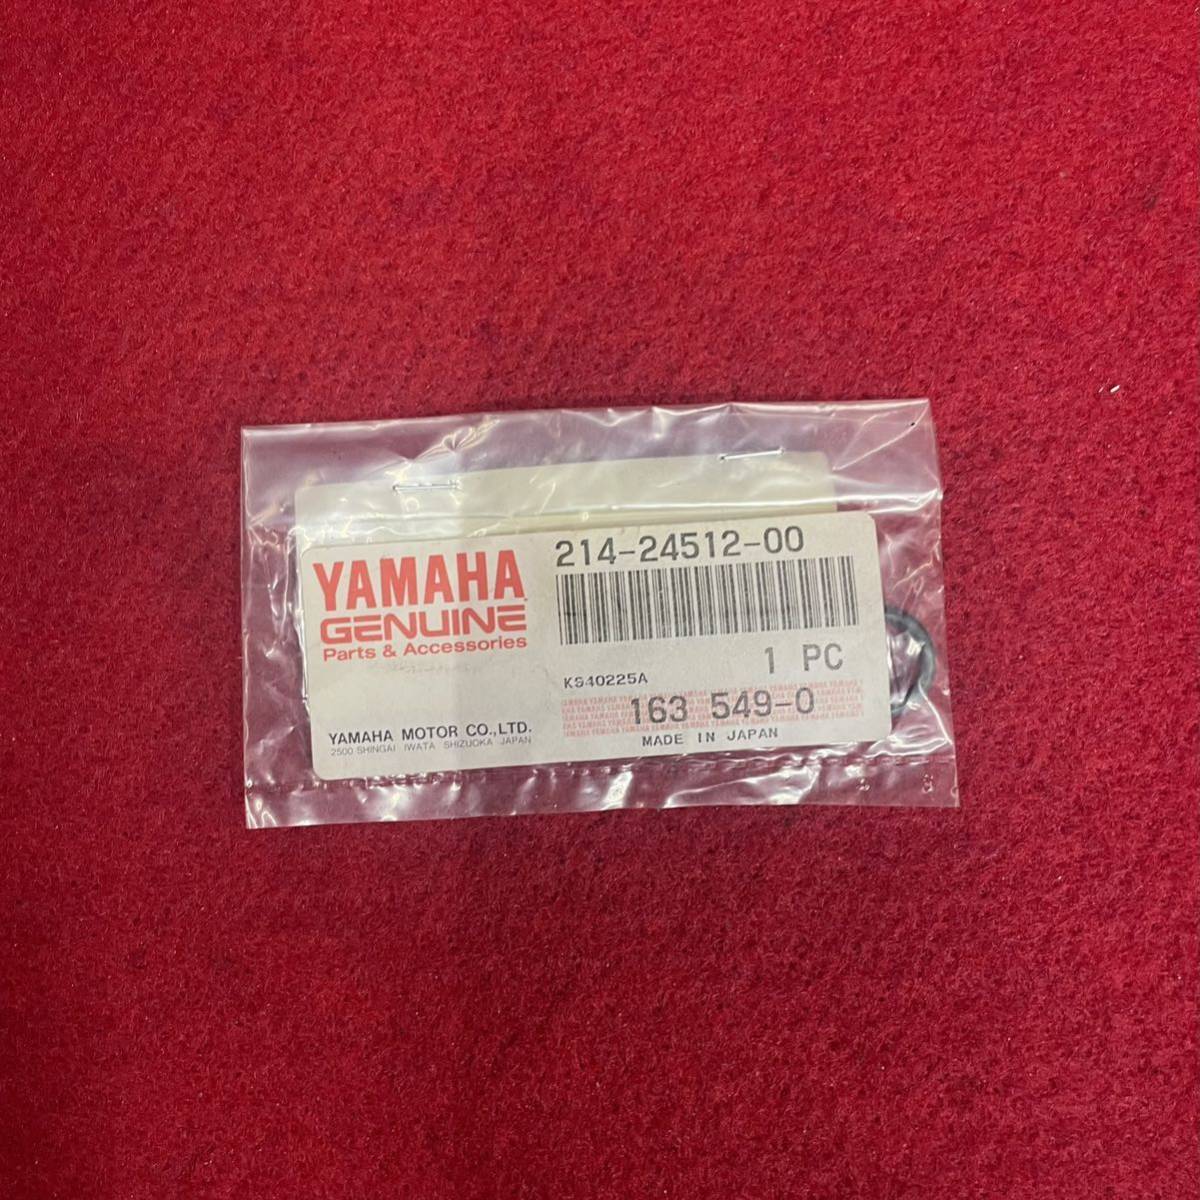 YAMAHA
GENUINE
Parts & Accessories
YAMAHA MOTOR CO.,LTD.
2500 SHINGAI IWATA SHIZUOKA JAPAN
214-24512-00
1 PC
KS40225A
163 549-0
MADE IN JAPAN